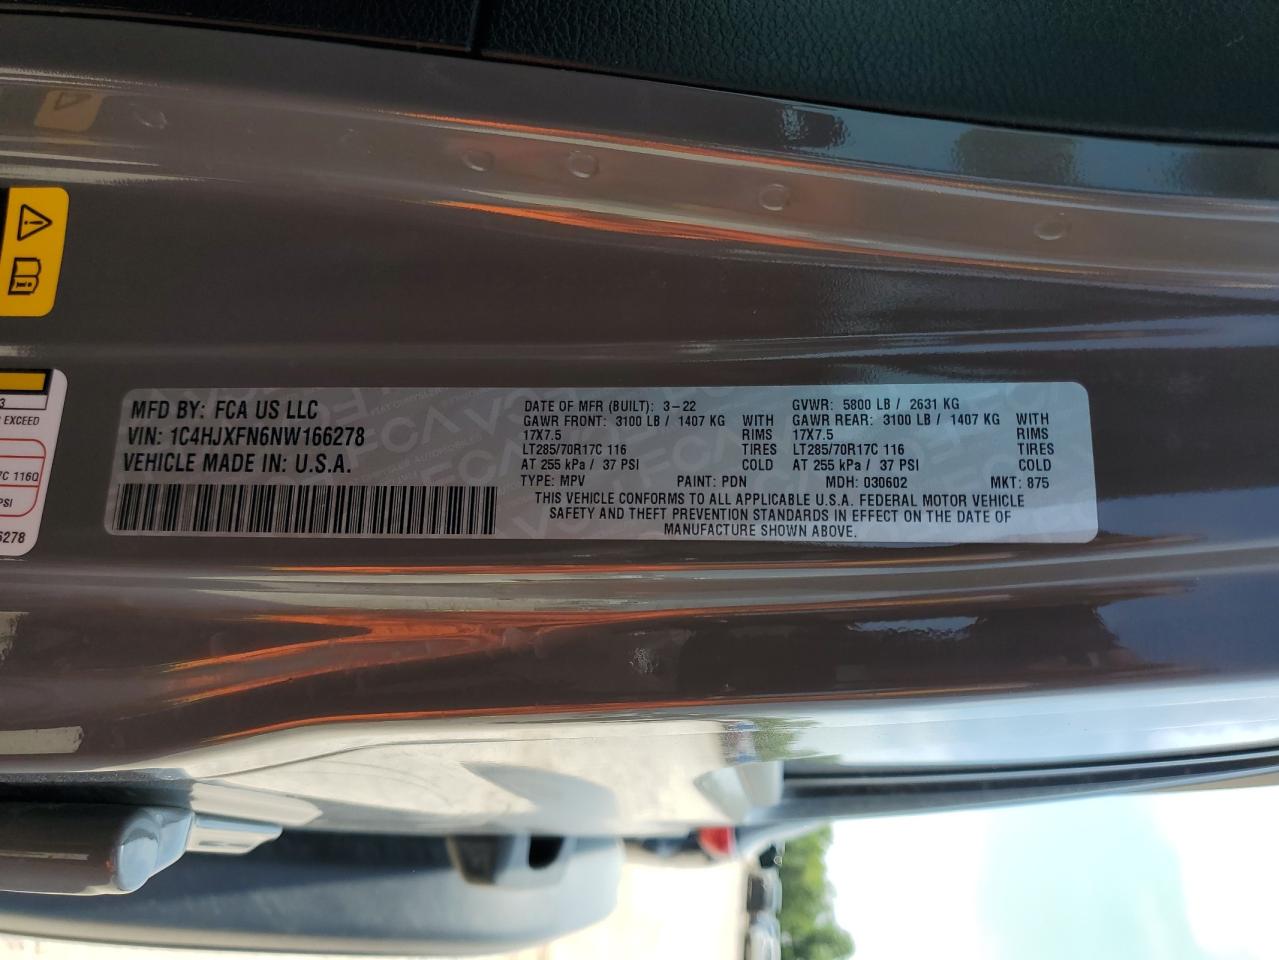 MFD BY: FCA US LLC
VIN: 1C4HJXFN6NW166278
VEHICLE MADE IN: U.S.A.
DATE OF MFR (BUILT): 3-22
GAWR FRONT: 3100 LB / 1407 KG WITH
17X7.5 RIMS
LT285/70R17C 116 TIRES
AT 255 kPa / 37 PSI COLD
GVWR: 5800 LB / 2631 KG
GAWR REAR: 3100 LB / 1407 KG WITH
17X7.5 RIMS
LT285/70R17C 116 TIRES
AT 255 kPa / 37 PSI COLD
TYPE: MPV PAINT: PDN MDH: 030602 MKT: 875
THIS VEHICLE CONFORMS TO ALL APPLICABLE U.S.A. FEDERAL MOTOR VEHICLE
SAFETY AND THEFT PREVENTION STANDARDS IN EFFECT ON THE DATE OF
MANUFACTURE SHOWN ABOVE.
3
EXCEED
7C 116Q
PSI
6278